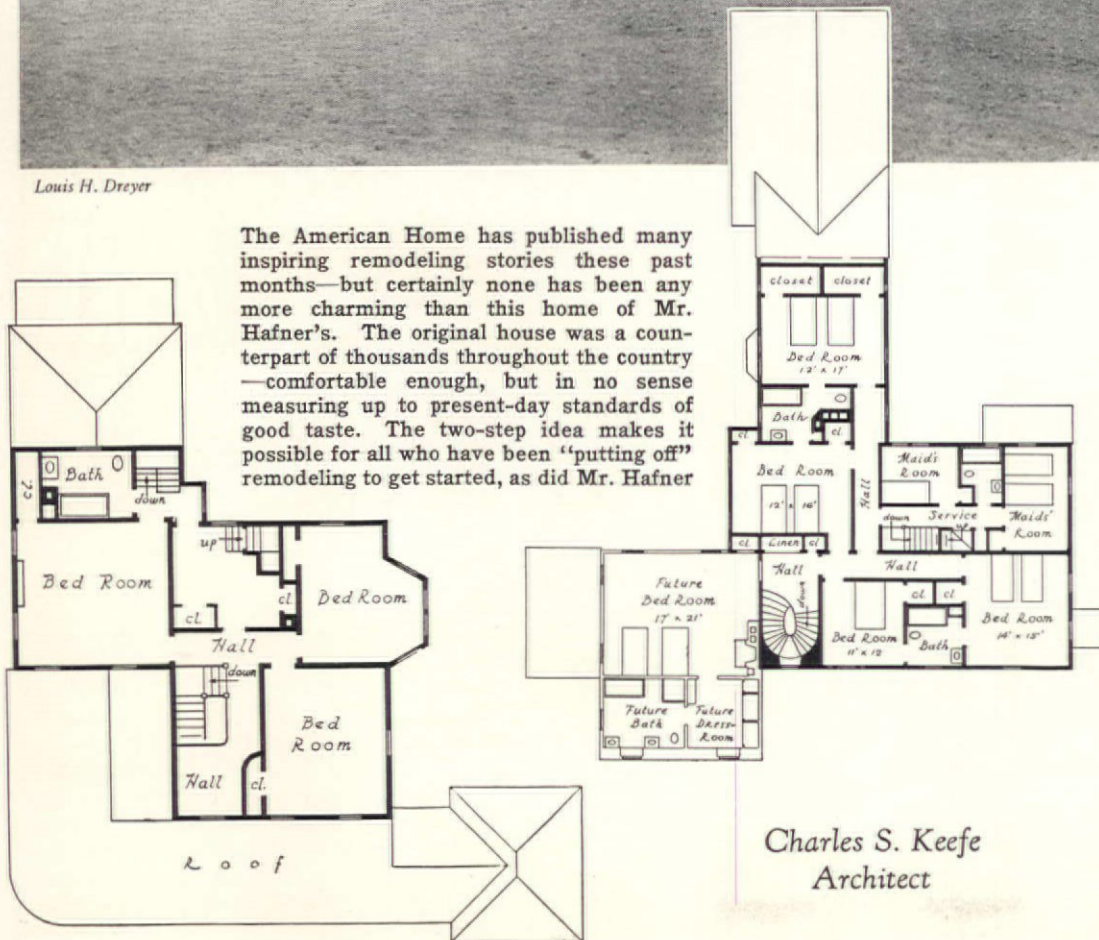 Louis H. Dreyer
The American Home has published many
inspiring remodeling stories these past
months—but certainly none has been any
more charming than this home of Mr.
Hafner's. The original house was a coun-
terpart of thousands throughout the country
—comfortable enough, but in no sense
measuring up to present-day standards of
good taste. The two-step idea makes it
possible for all who have been "putting off"
remodeling to get started, as did Mr. Hafner
cl.
Bath
down
up
Bed Room
cl.
cl.
Bed Room
Hall
down
Bed
Room
Hall
cl.
Roof
closet
closet
Bed Room
12' x 17'
Bath
cl.
cl.
Bed Room
12' x 16'
Hall
Maid's
Room
down
Service
up
Maids'
Room
cl.
Linen
cl.
Hall
down
Hall
Future
Bed Room
17' x 21'
cl.
cl.
Bed Room
11' x 12'
Bath
Bed Room
14' x 15'
Future
Bath
Future
Dress-
Room
Charles S. Keefe
Architect